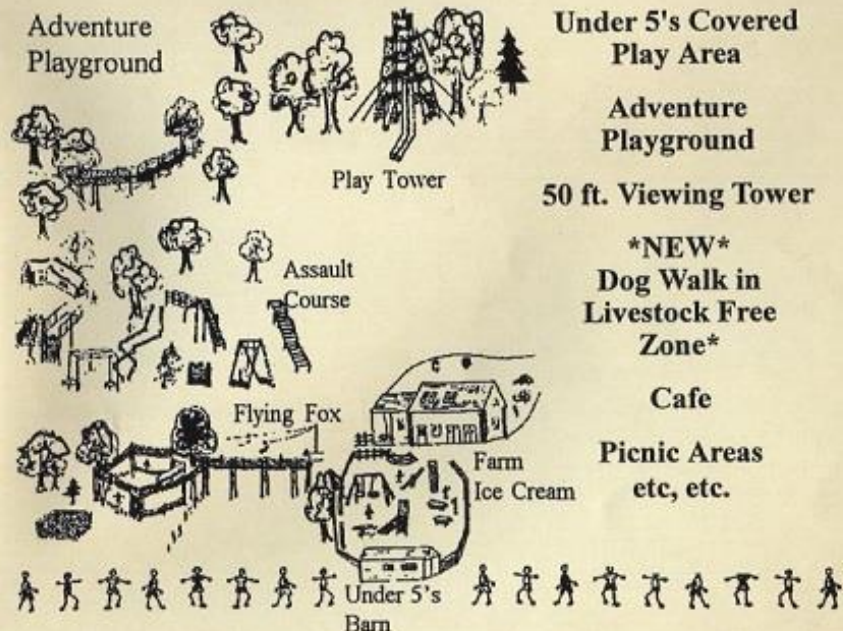 Adventure
Playground
Play Tower
Assault
Course
Flying Fox
Farm
Ice Cream
Under 5's
Barn
Under 5's Covered
Play Area
Adventure
Playground
50 ft. Viewing Tower
*NEW*
Dog Walk in
Livestock Free
Zone*
Cafe
Picnic Areas
etc, etc.